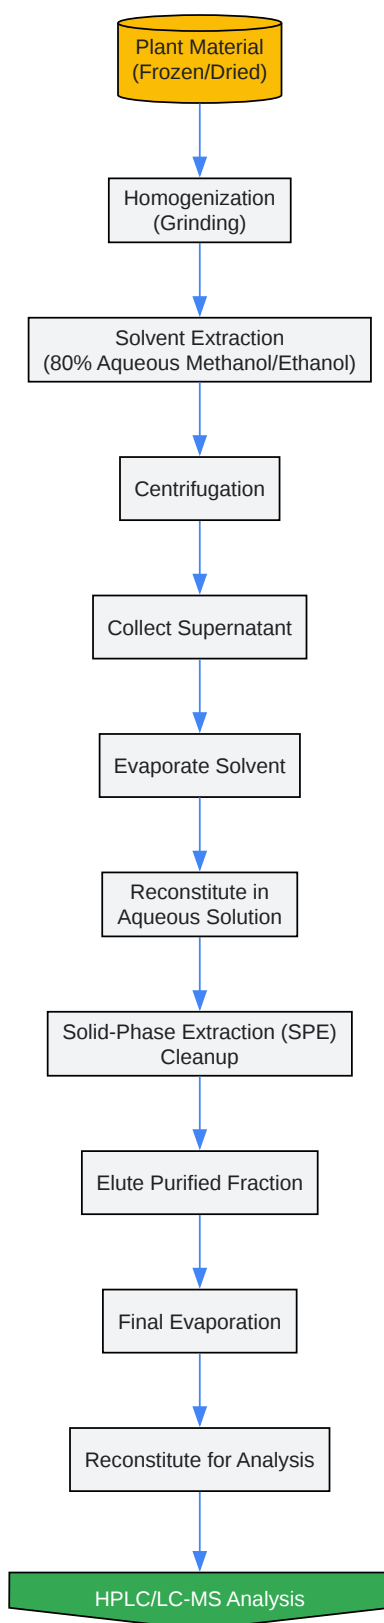 Plant Material
(Frozen/Dried)
Homogenization
(Grinding)
Solvent Extraction
(80% Aqueous Methanol/Ethanol)
Centrifugation
Collect Supernatant
Evaporate Solvent
Reconstitute in
Aqueous Solution
Solid-Phase Extraction (SPE)
Cleanup
Elute Purified Fraction
Final Evaporation
Reconstitute for Analysis
HPLC/LC-MS Analysis